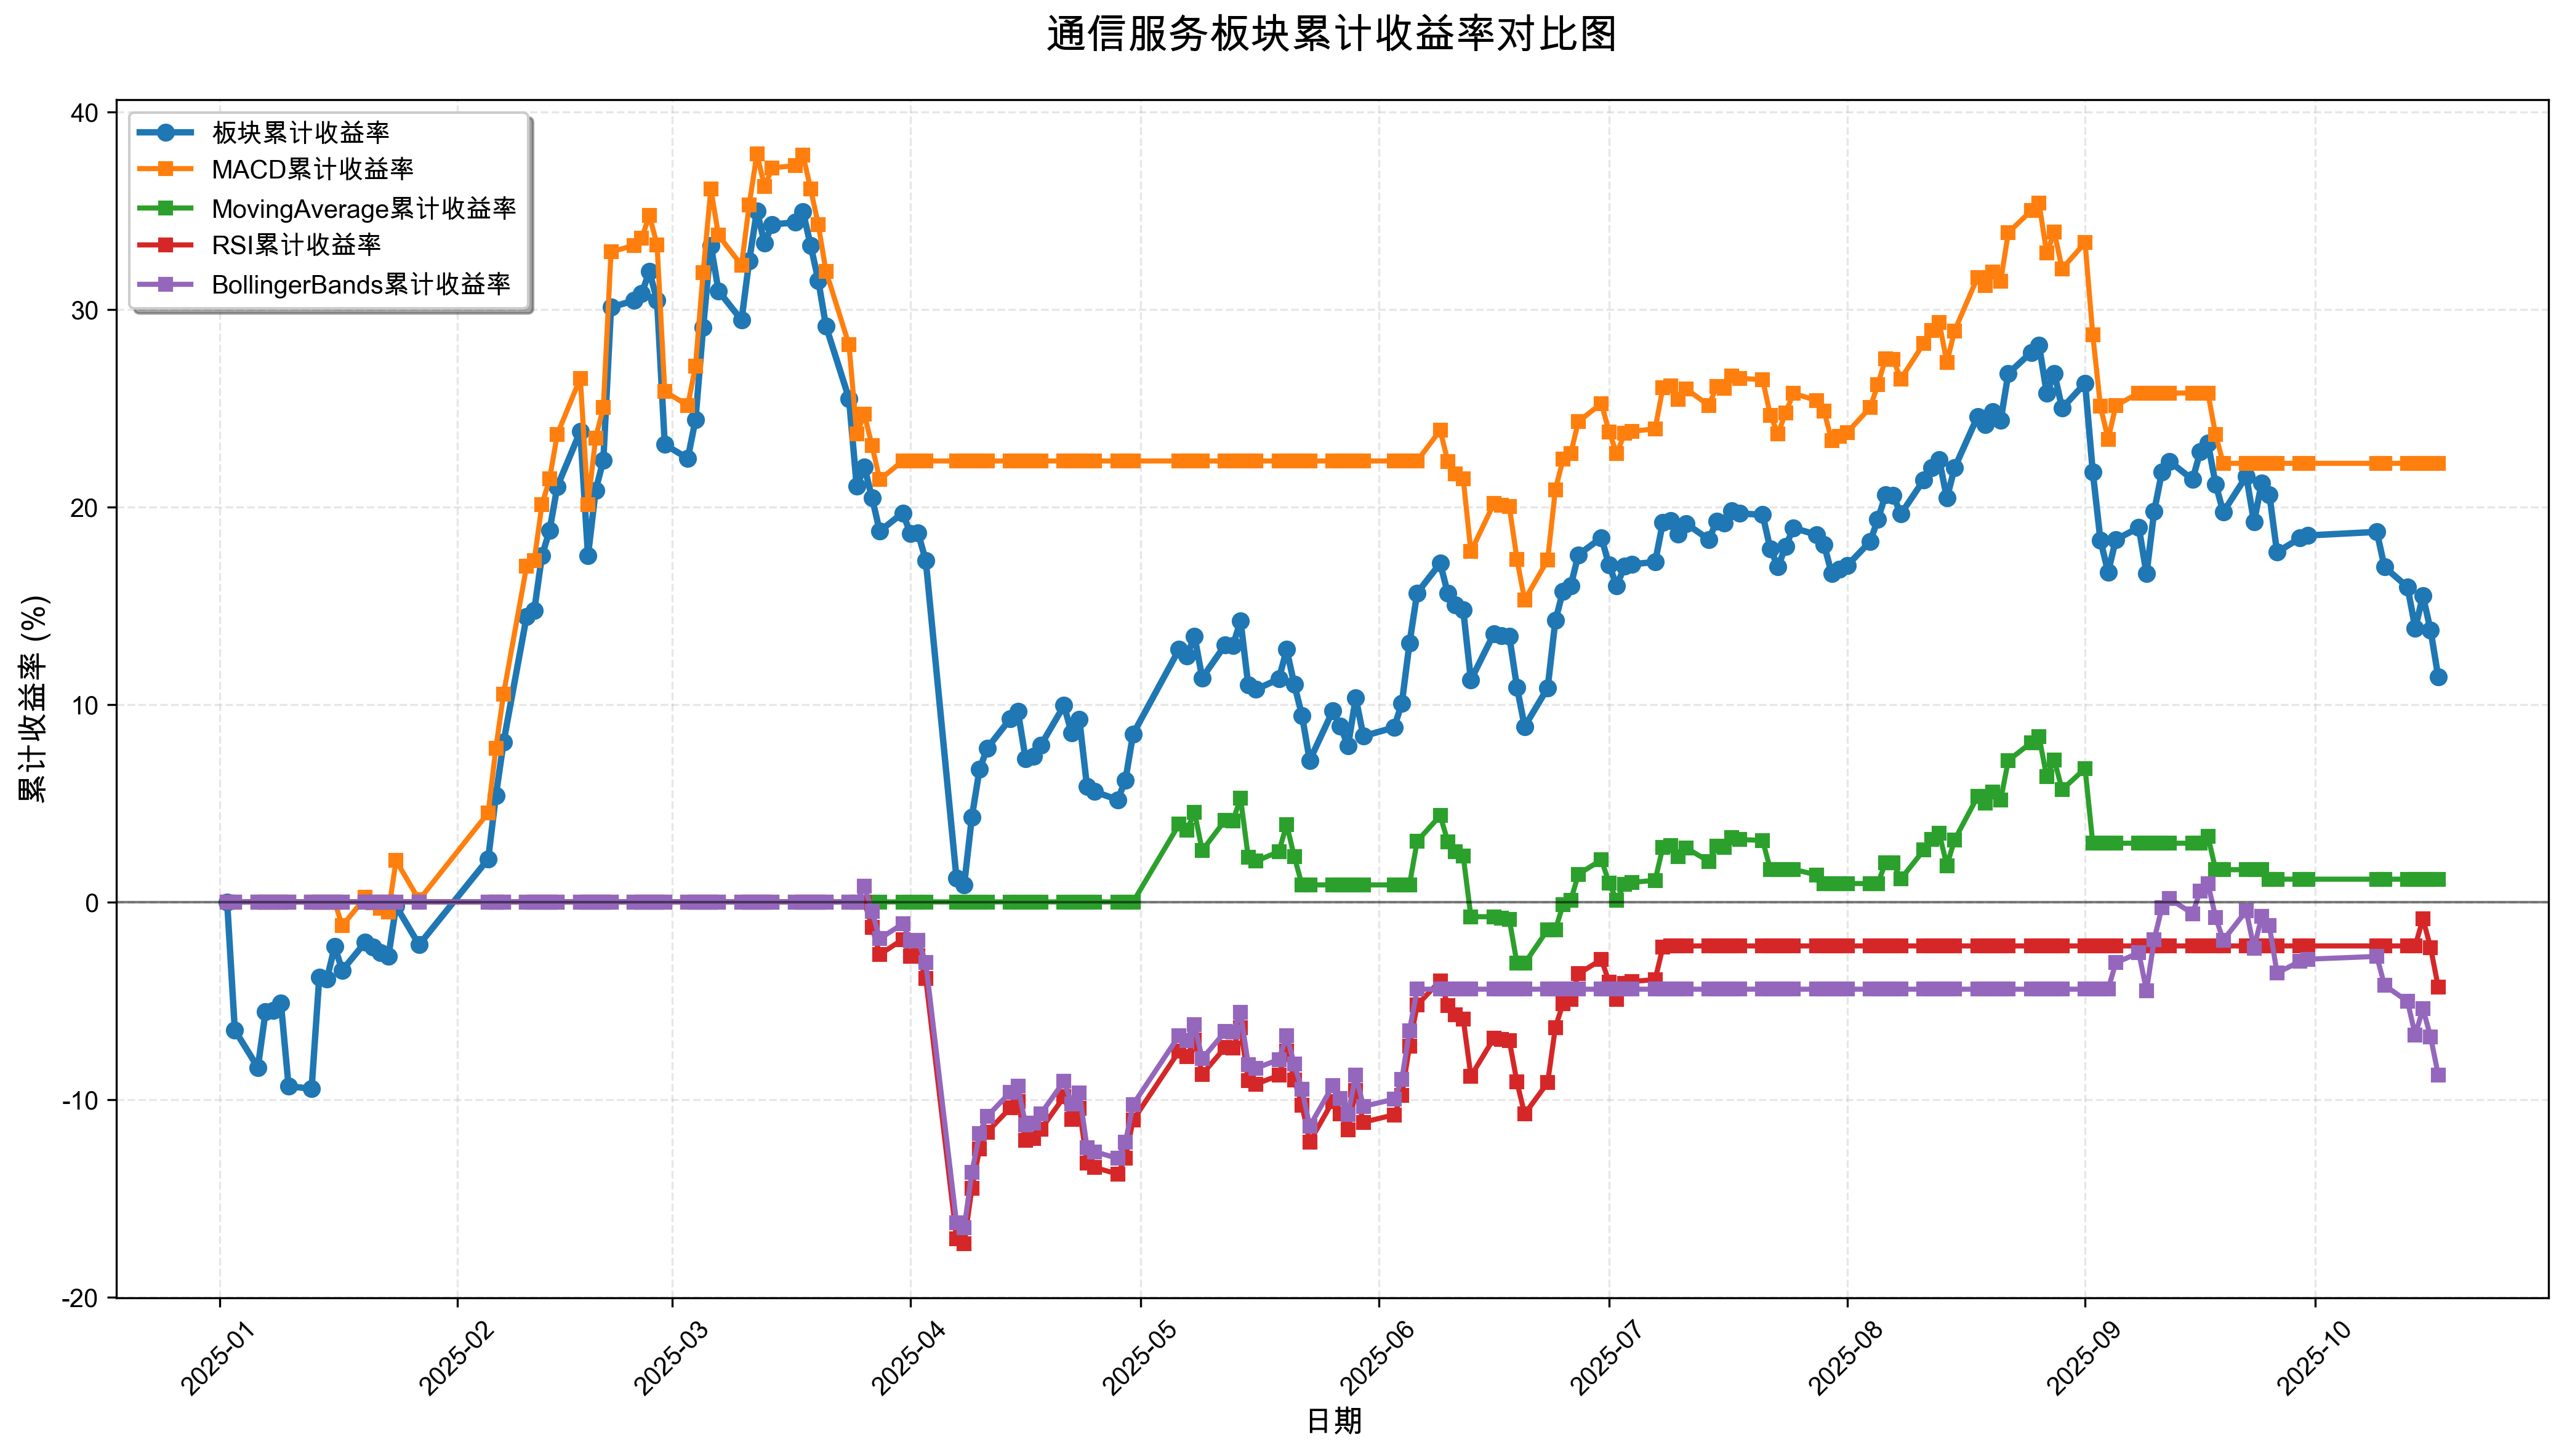 通信服务板块累计收益率对比图
板块累计收益率
MACD累计收益率
MovingAverage累计收益率
RSI累计收益率
BollingerBands累计收益率
累计收益率 (%)
40
30
20
10
0
-10
-20
2025-01
2025-02
2025-03
2025-04
2025-05
2025-06
2025-07
2025-08
2025-09
2025-10
日期